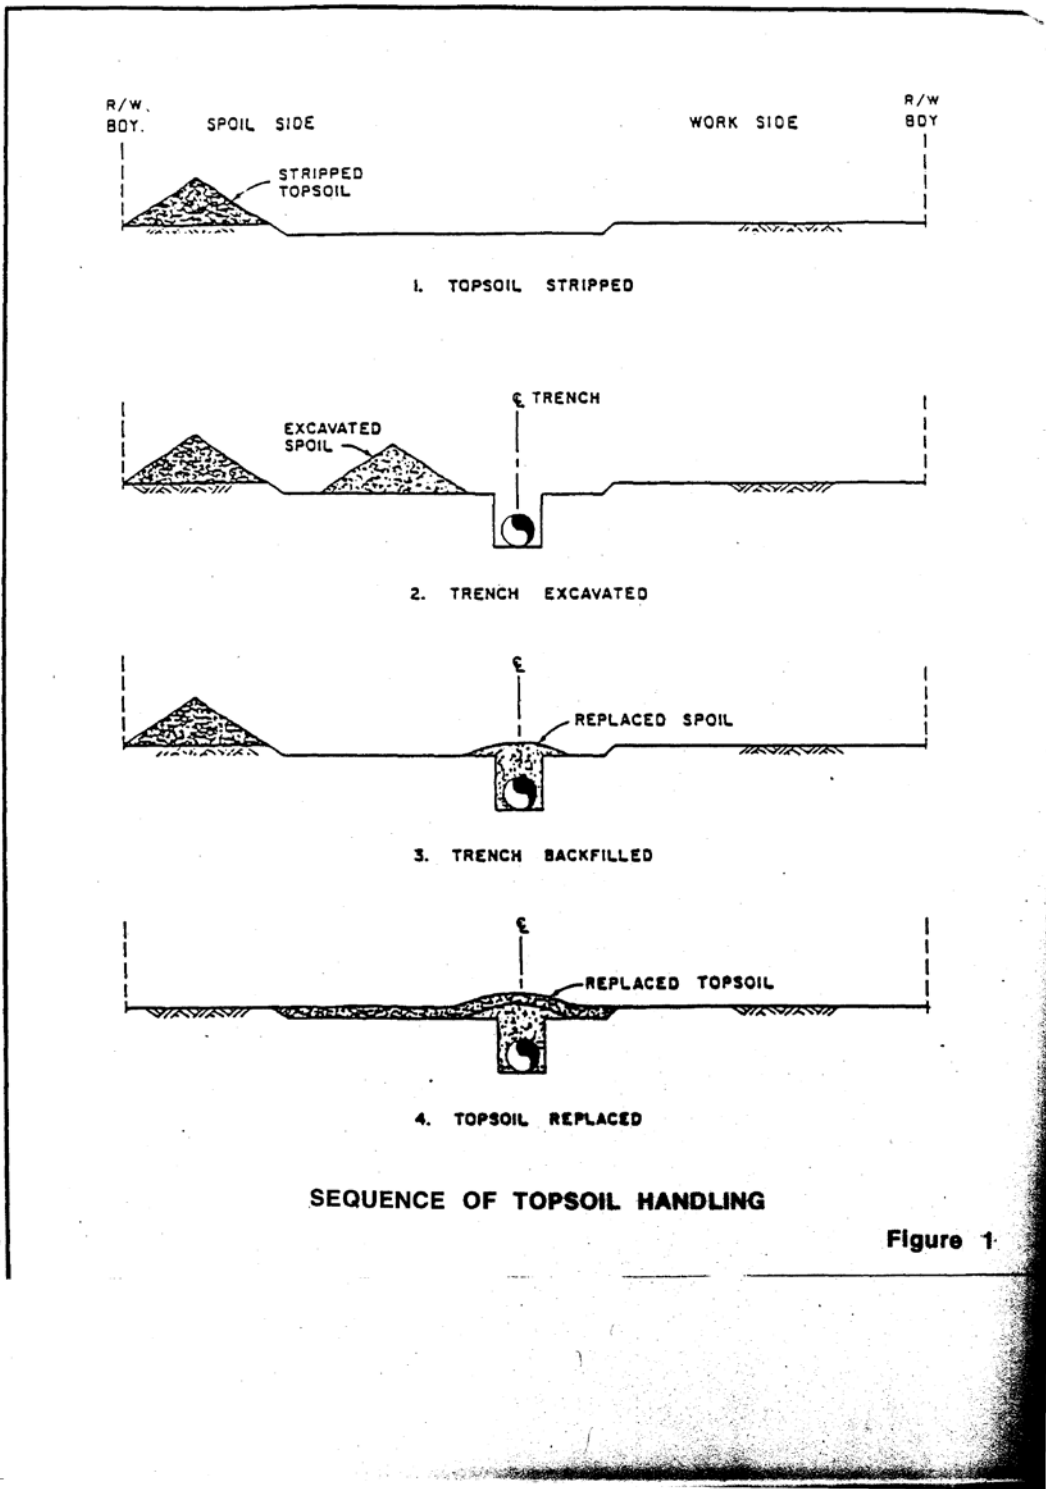 R/W.
BDY.
SPOIL SIDE
WORK SIDE
R/W
BDY
STRIPPED
TOPSOIL
1. TOPSOIL STRIPPED
℄ TRENCH
EXCAVATED
SPOIL
2. TRENCH EXCAVATED
℄
REPLACED SPOIL
3. TRENCH BACKFILLED
℄
REPLACED TOPSOIL
4. TOPSOIL REPLACED
SEQUENCE OF TOPSOIL HANDLING
Figure 1